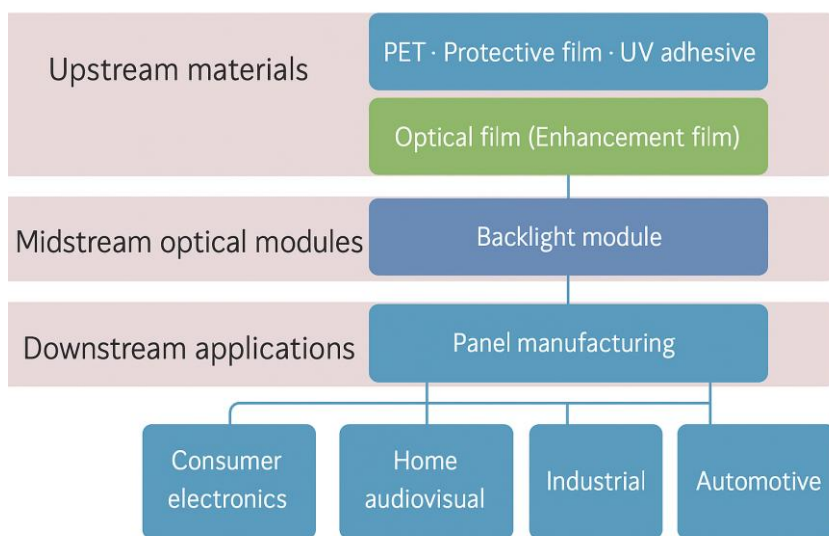 Upstream materials
PET · Protective film · UV adhesive
Optical film (Enhancement film)
Midstream optical modules
Backlight module
Downstream applications
Panel manufacturing
Consumer
electronics
Home
audiovisual
Industrial
Automotive